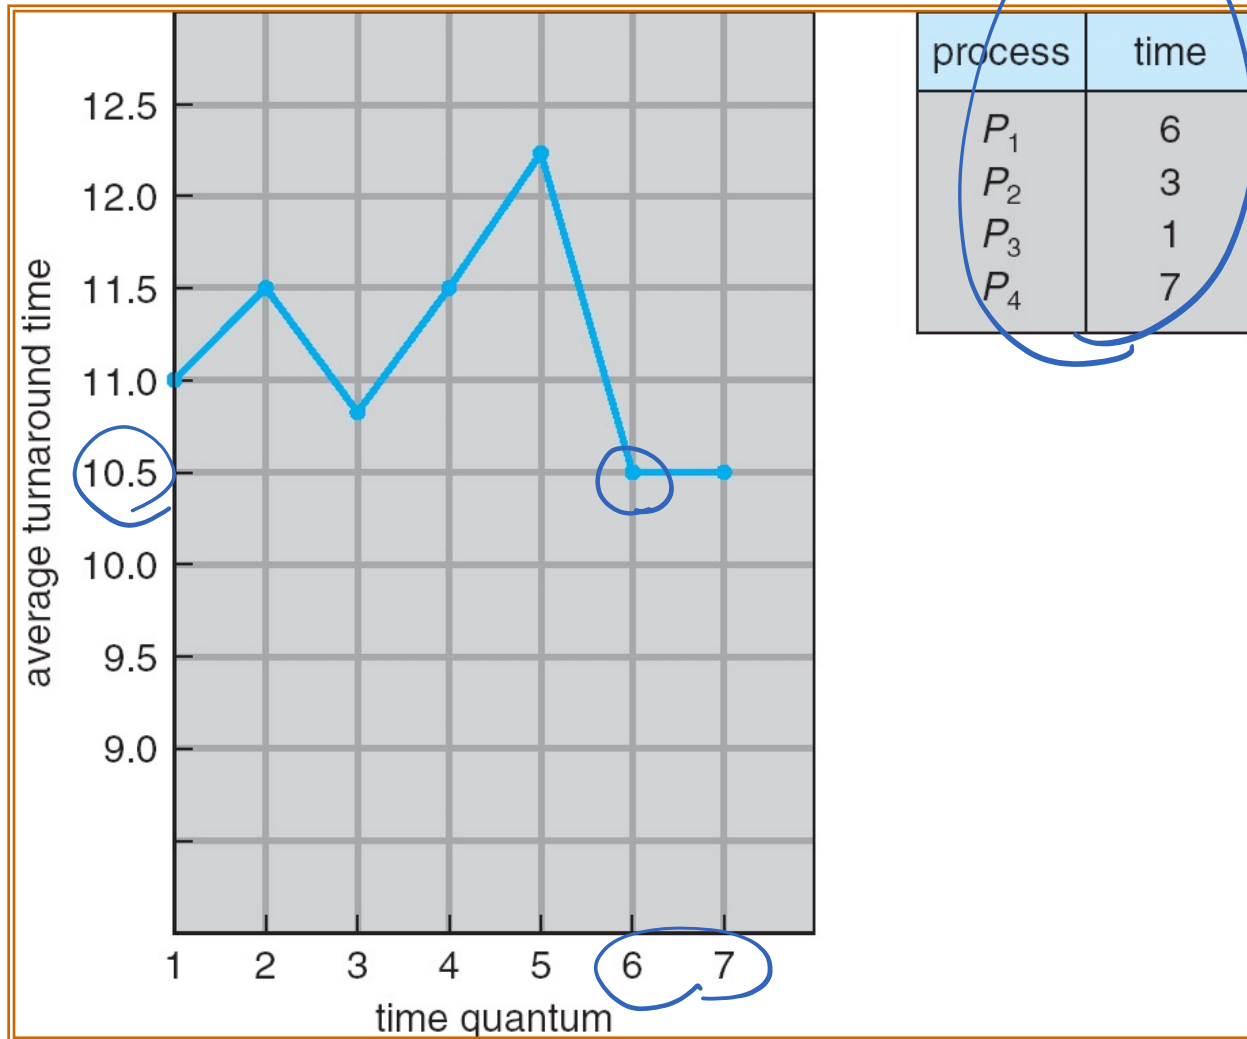 process time
P1 6
P2 3
P3 1
P4 7
average turnaround time
12.5
12.0
11.5
11.0
10.5
10.0
9.5
9.0
1 2 3 4 5 6 7
time quantum